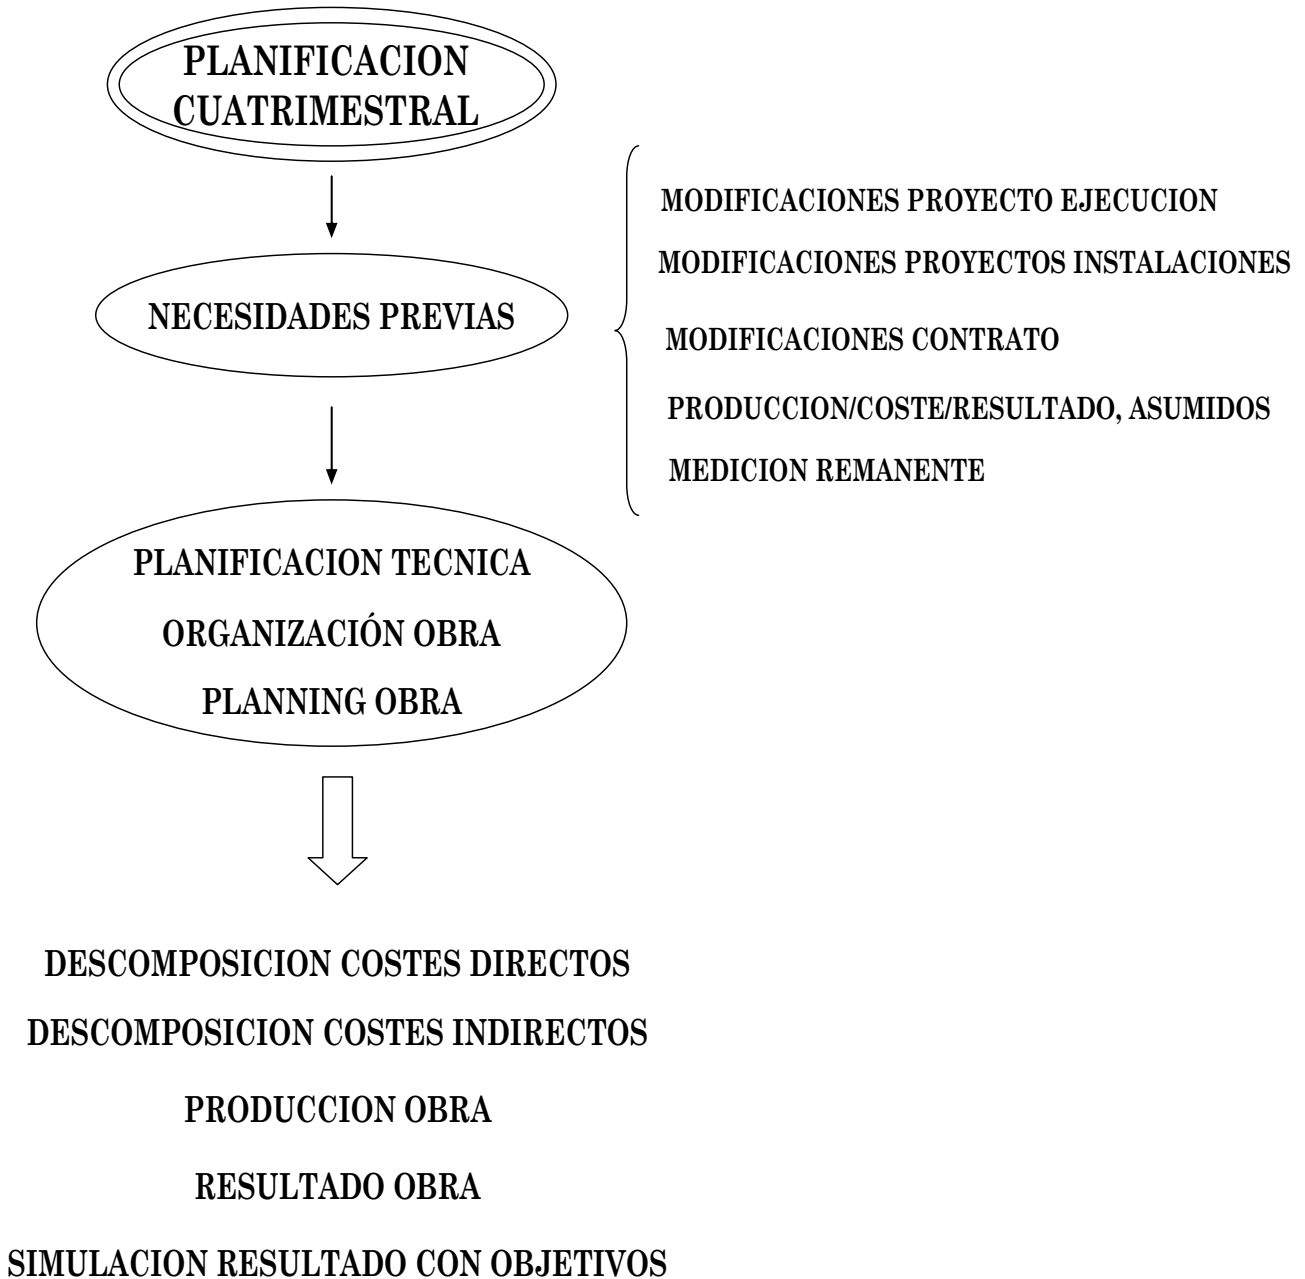 PLANIFICACION
CUATRIMESTRAL
NECESIDADES PREVIAS
MODIFICACIONES PROYECTO EJECUCION
MODIFICACIONES PROYECTOS INSTALACIONES
MODIFICACIONES CONTRATO
PRODUCCION/COSTE/RESULTADO, ASUMIDOS
MEDICION REMANENTE
PLANIFICACION TECNICA
ORGANIZACIÓN OBRA
PLANNING OBRA
DESCOMPOSICION COSTES DIRECTOS
DESCOMPOSICION COSTES INDIRECTOS
PRODUCCION OBRA
RESULTADO OBRA
SIMULACION RESULTADO CON OBJETIVOS